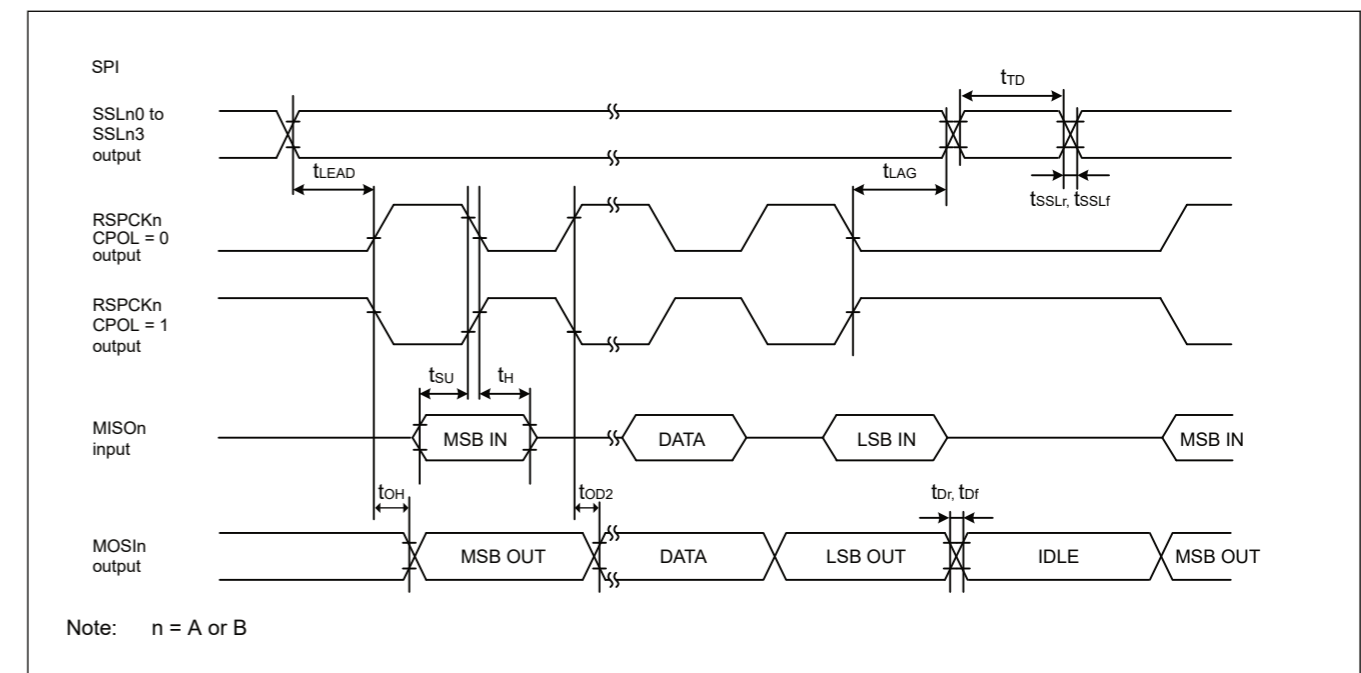 SPI
tTD
SSLn0 to
SSLn3
output
tLEAD
tLAG
tSSLr, tSSLf
RSPCKn
CPOL = 0
output
RSPCKn
CPOL = 1
output
tSU
tH
MISOn
input
MSB IN
DATA
LSB IN
MSB IN
tOH
tOD2
tDr, tDf
MOSIn
output
MSB OUT
DATA
LSB OUT
IDLE
MSB OUT
Note: n = A or B